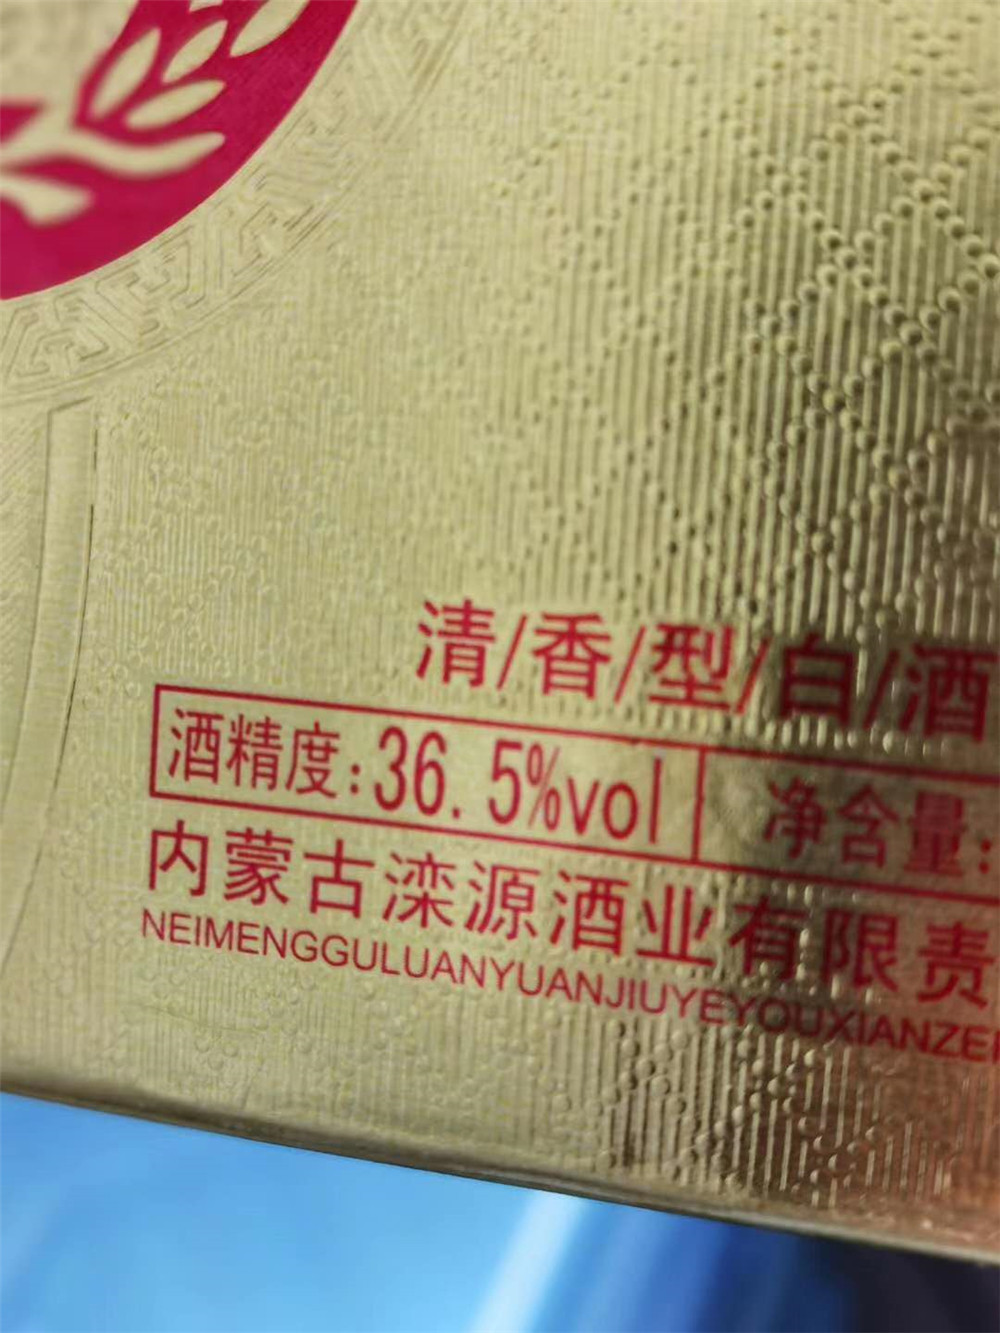 清/香/型/白/酒
酒精度:36.5%vol 净含量:
内蒙古滦源酒业有限责
NEIMENGGULUANYUANJIUYEYOUXIANZE